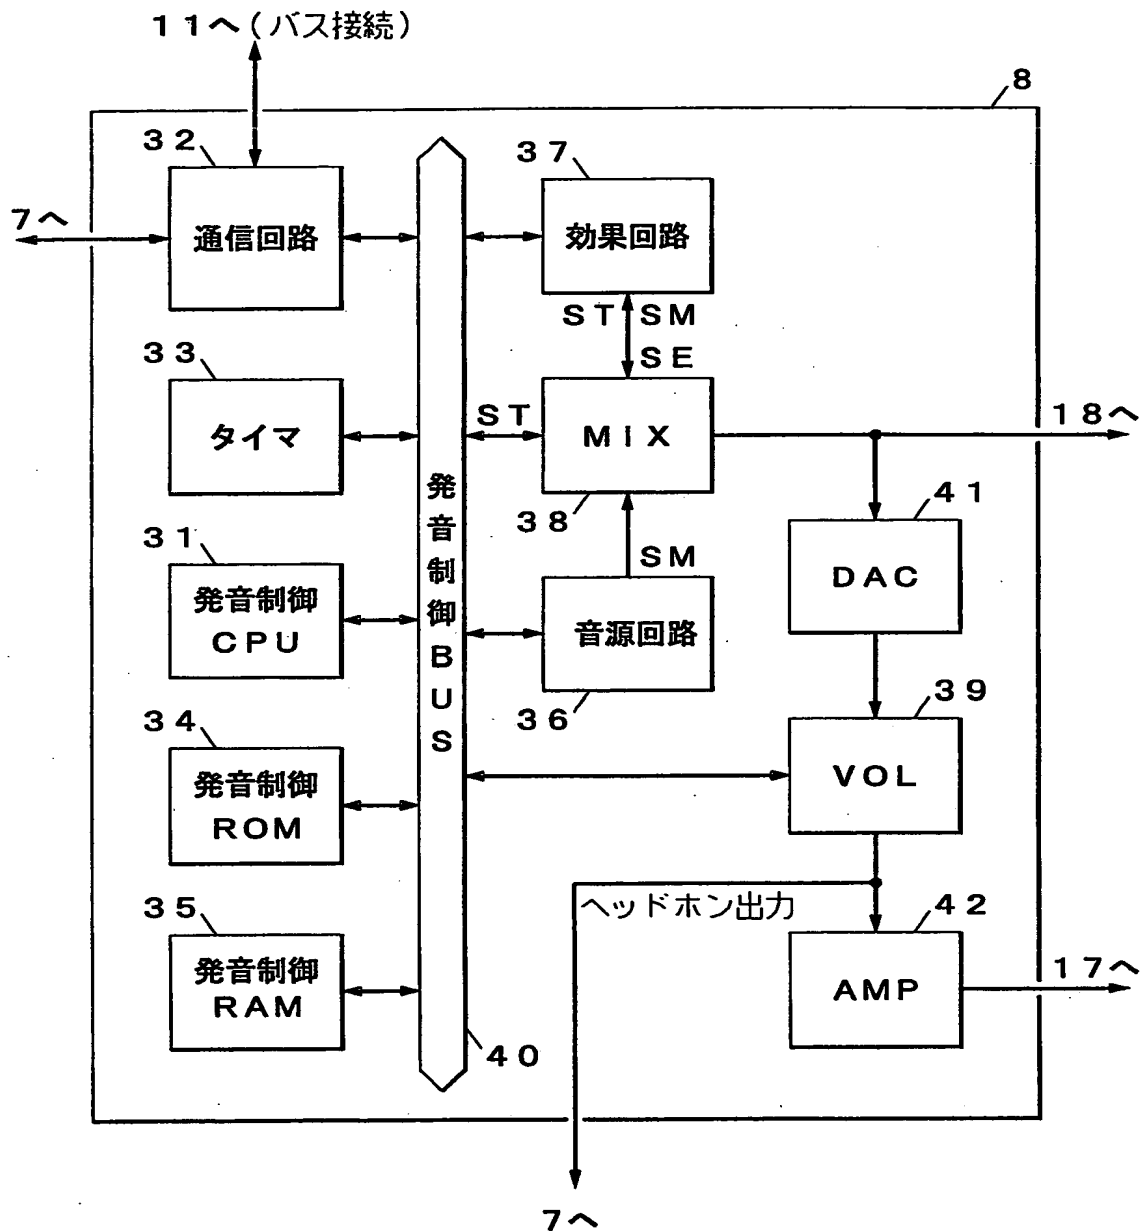 １１へ（バス接続）
８
３２
通信回路
７へ
３７
効果回路
ＳＴ
ＳＭ
ＳＥ
３３
タイマ
ＳＴ
ＭＩＸ
３８
１８へ
４１
ＤＡＣ
３１
発音制御
ＣＰＵ
発音制御ＢＵＳ
ＳＭ
音源回路
３６
３９
ＶＯＬ
３４
発音制御
ＲＯＭ
ヘッドホン出力
３５
発音制御
ＲＡＭ
４０
４２
ＡＭＰ
１７へ
７へ